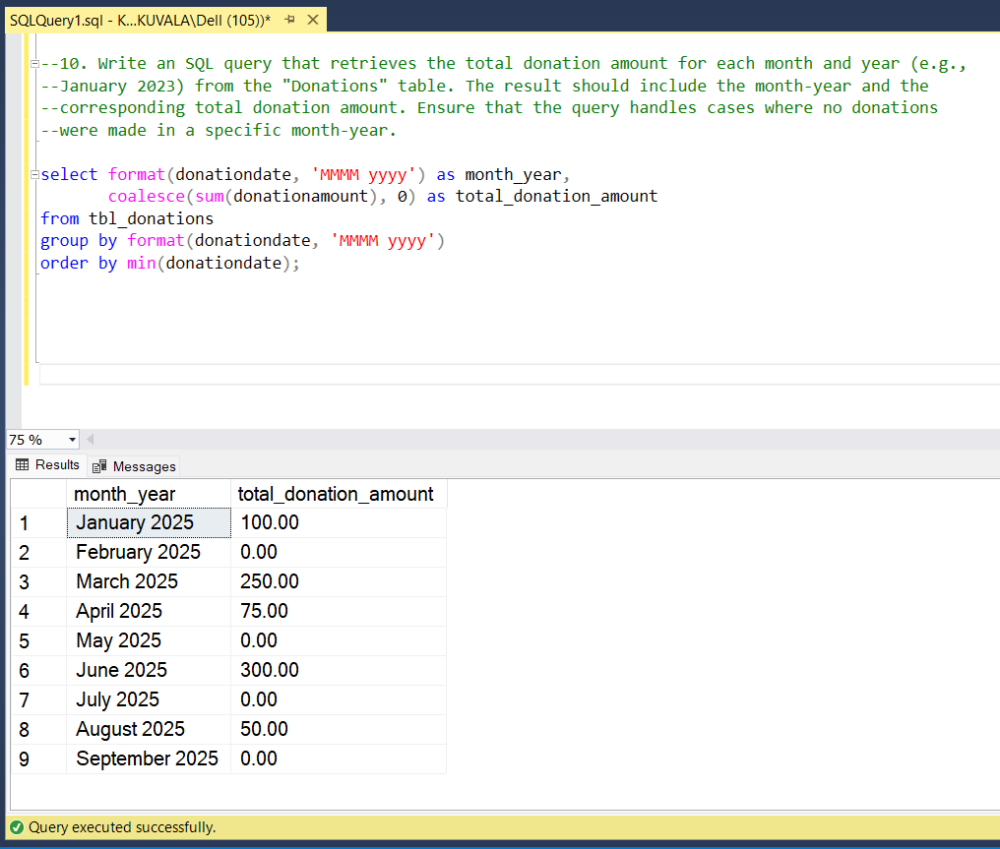 SQLQuery1.sql - K...KUVALA\Dell (105))*
--10. Write an SQL query that retrieves the total donation amount for each month and year (e.g.,
--January 2023) from the "Donations" table. The result should include the month-year and the
--corresponding total donation amount. Ensure that the query handles cases where no donations
--were made in a specific month-year.
select format(donationdate, 'MMMM yyyy') as month_year,
coalesce(sum(donationamount), 0) as total_donation_amount
from tbl_donations
group by format(donationdate, 'MMMM yyyy')
order by min(donationdate);
75 %
Results Messages
month_year total_donation_amount
1 January 2025 100.00
2 February 2025 0.00
3 March 2025 250.00
4 April 2025 75.00
5 May 2025 0.00
6 June 2025 300.00
7 July 2025 0.00
8 August 2025 50.00
9 September 2025 0.00
Query executed successfully.